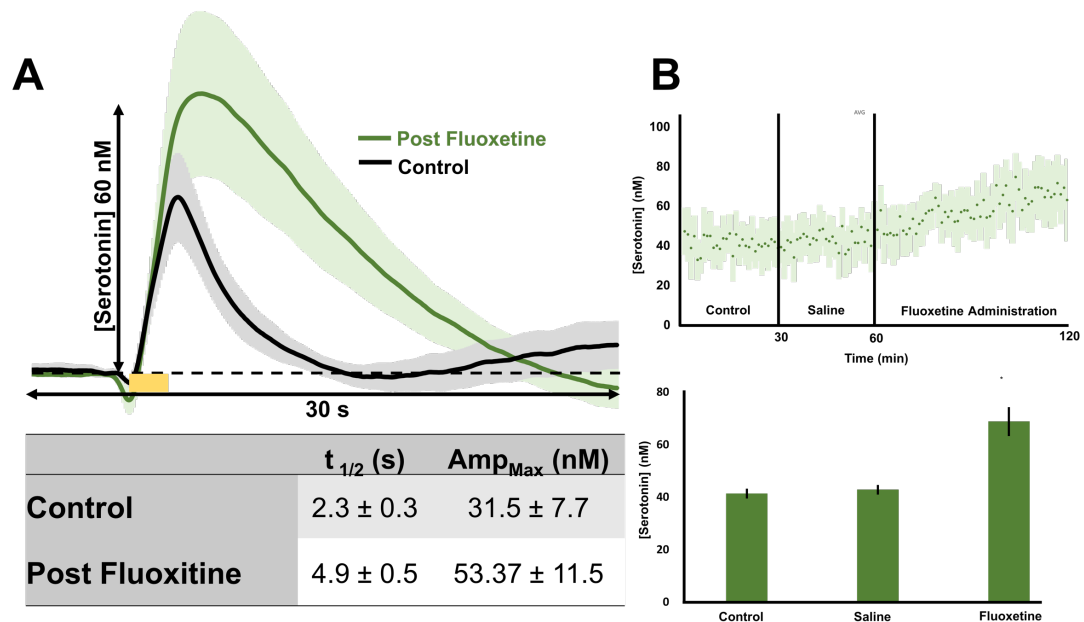 A
[Serotonin] 60 nM
Post Fluoxetine
Control
30 s
t 1/2 (s) AmpMax (nM)
Control 2.3 ± 0.3 31.5 ± 7.7
Post Fluoxitine 4.9 ± 0.5 53.37 ± 11.5
B
AVG
[Serotonin] (nM)
100
80
60
40
20
0
Control Saline Fluoxetine Administration
30 60 120
Time (min)
[Serotonin] (nM)
80
60
40
20
0
Control Saline Fluoxetine